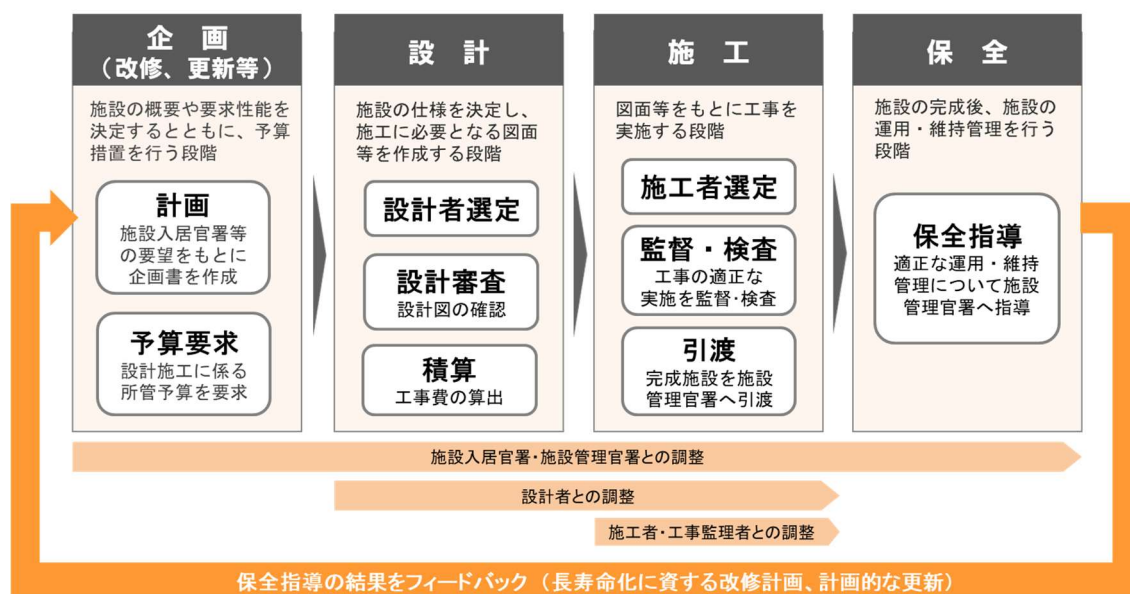 企 画
（改修、更新等）
施設の概要や要求性能を
決定するとともに、予算
措置を行う段階
計画
施設入居官署等
の要望をもとに
企画書を作成
予算要求
設計施工に係る
所管予算を要求
設 計
施設の仕様を決定し、
施工に必要となる図面
等を作成する段階
設計者選定
設計審査
設計図の確認
積算
工事費の算出
施 工
図面等をもとに工事を
実施する段階
施工者選定
監督・検査
工事の適正な
実施を監督･検査
引渡
完成施設を施設
管理官署へ引渡
保 全
施設の完成後、施設の
運用・維持管理を行う
段階
保全指導
適正な運用・維持
管理について施設
管理官署へ指導
施設入居官署･施設管理官署との調整
設計者との調整
施工者･工事監理者との調整
保全指導の結果をフィードバック（長寿命化に資する改修計画、計画的な更新）